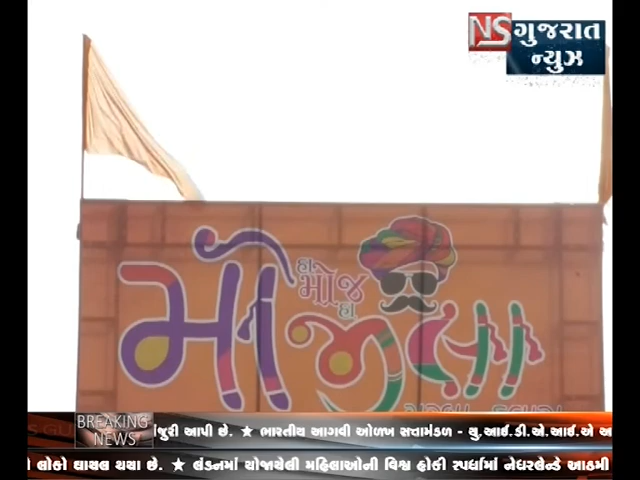 NS ગુજરાત
ન્યુઝ
હા
મોજ
હા
મોજીલા
BREAKING
NEWS
આપી છે. ★ ભારતીય આગવી ઓળખ સત્તામંડળ - યુ.આઈ.ડી.એ.આઈ.એ
લોકો ઘાયલ થયા છે. ★ લંડનમાં યોજાયેલી મહિલાઓની વિશ્વ હોકી સ્પર્ધામાં નેધરલેન્ડે આઠમી